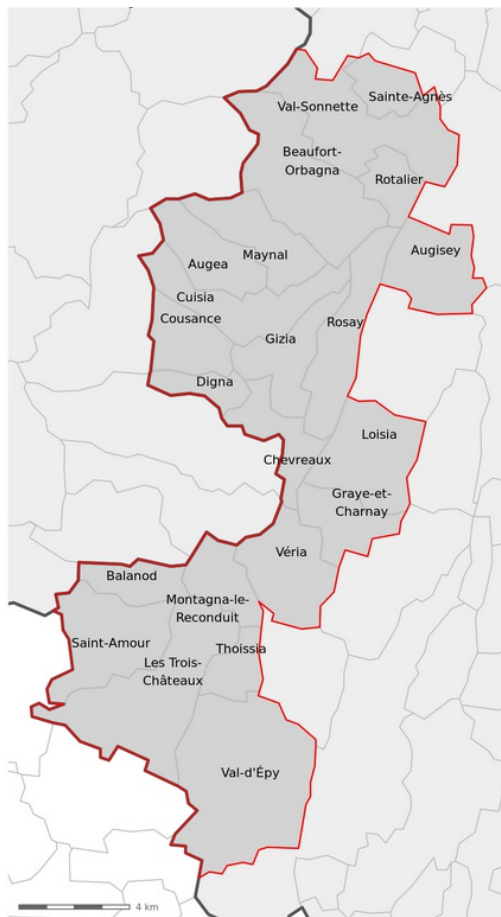 Sainte-Agnès
Val-Sonnette
Beaufort-
Orbagna
Rotalier
Augisey
Maynal
Augea
Cuisia
Cousance
Rosay
Gizia
Digna
Loisia
Chevreaux
Graye-et-
Charnay
Véria
Balanod
Montagna-le-
Reconduit
Saint-Amour
Thoissia
Les Trois-
Châteaux
Val-d'Épy
4 km